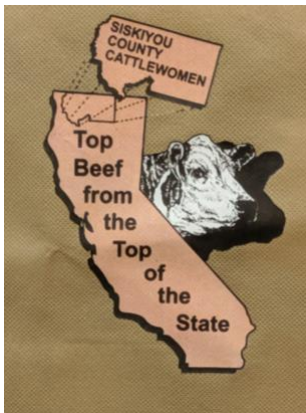 SISKIYOU
COUNTY
CATTLEWOMEN
Top
Beef
from
the
Top
of
the
State